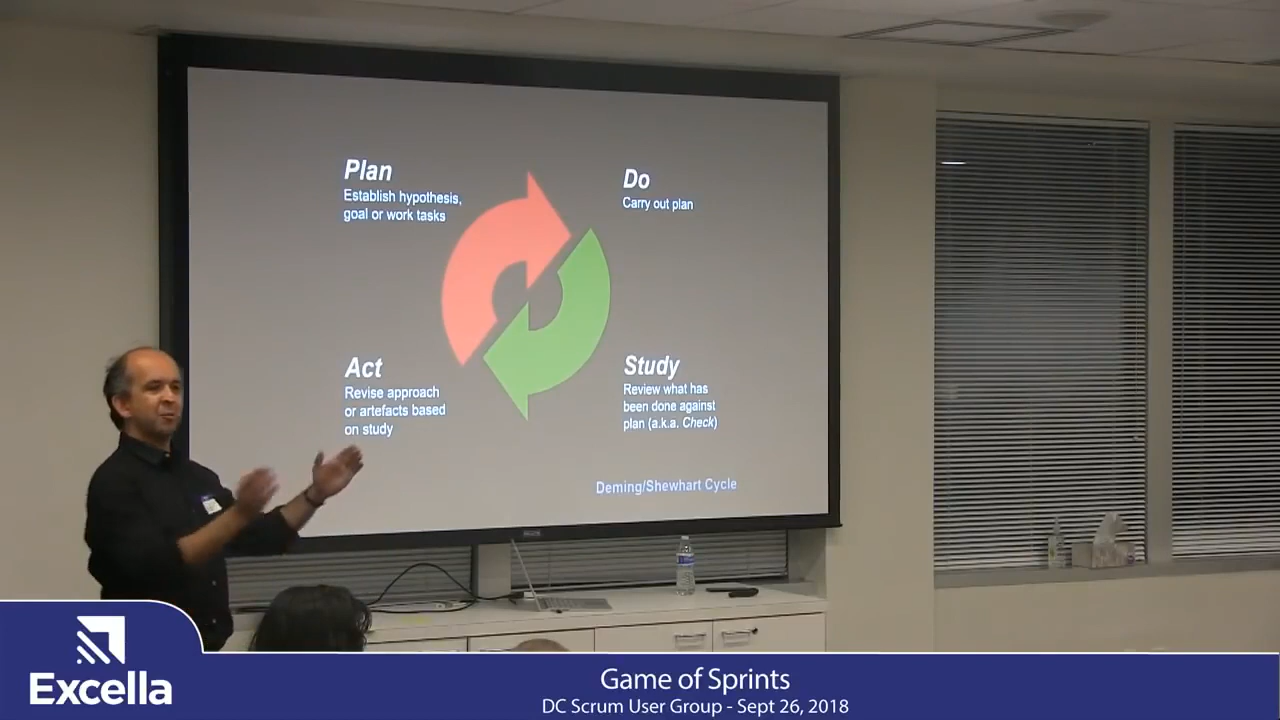 Plan
Establish hypothesis,
goal or work tasks
Do
Carry out plan
Act
Revise approach
or artefacts based
on study
Study
Review what has
been done against
plan (a.k.a. Check)
Deming/Shewhart Cycle
Excella
Game of Sprints
DC Scrum User Group - Sept 26, 2018